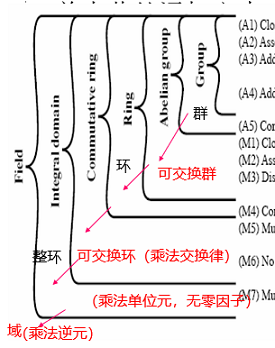 (A1) Clo
(A2) Asse
(A3) Add
(A4) Add
(A5) Con
(M1) Clo
(M2) Ass
(M3) Dis
(M4) Con
(M5) Mu
(M6) No
(M7) Mu
Group
Abelian group
Ring
Commutative ring
Integral domain
Field
群
可交换群
环
可交换环（乘法交换律）
整环
（乘法单位元，无零因子）
域(乘法逆元)